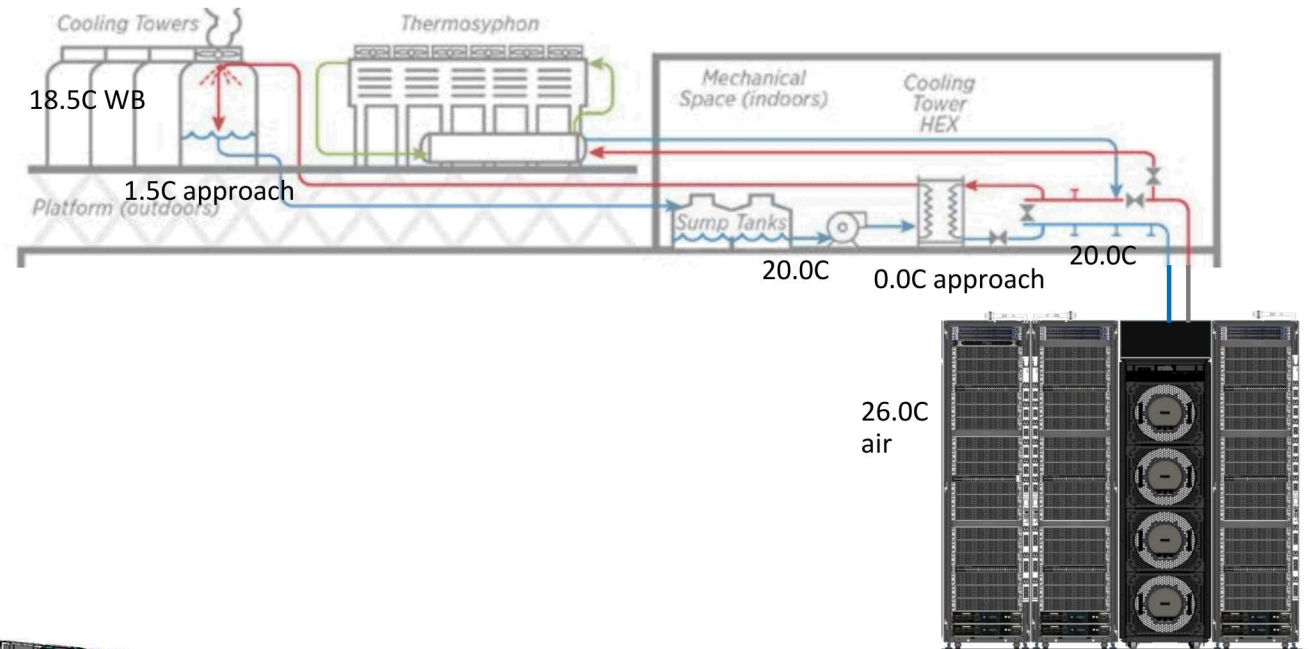 Cooling Towers
Thermosyphon
18.5C WB
Mechanical
Space (indoors)
Cooling
Tower
HEX
1.5C approach
Platform (outdoors)
Sump Tanks
20.0C
0.0C approach
20.0C
26.0C
air